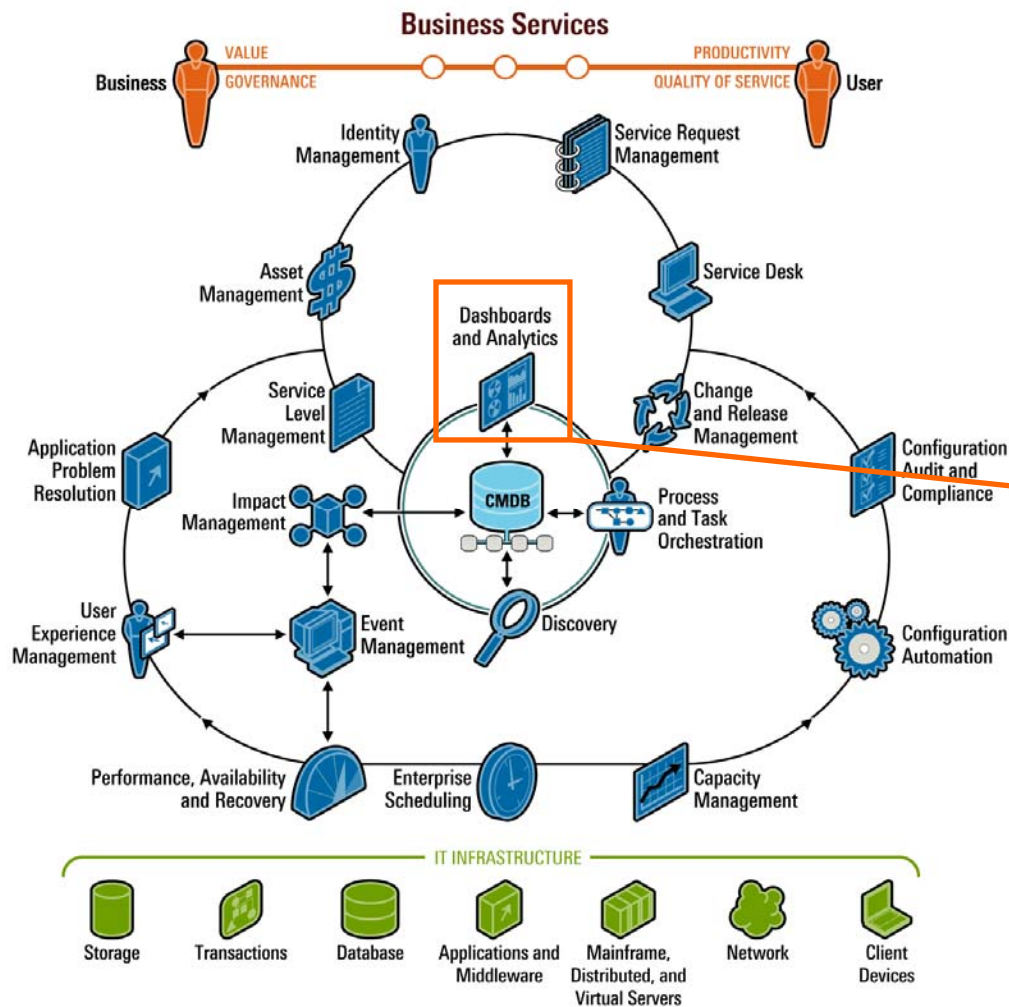 Business Services
VALUE
PRODUCTIVITY
Business
User
GOVERNANCE
QUALITY OF SERVICE
Identity
Management
Service Request
Management
Asset
Management
Service Desk
Dashboards
and Analytics
Service
Level
Management
Change
and Release
Management
Application
Problem
Resolution
Configuration
Audit and
Compliance
Impact
Management
CMDB
Process
and Task
Orchestration
User
Experience
Management
Event
Management
Discovery
Configuration
Automation
Performance, Availability
and Recovery
Enterprise
Scheduling
Capacity
Management
IT INFRASTRUCTURE
Storage
Transactions
Database
Applications and
Middleware
Mainframe,
Distributed, and
Virtual Servers
Network
Client
Devices